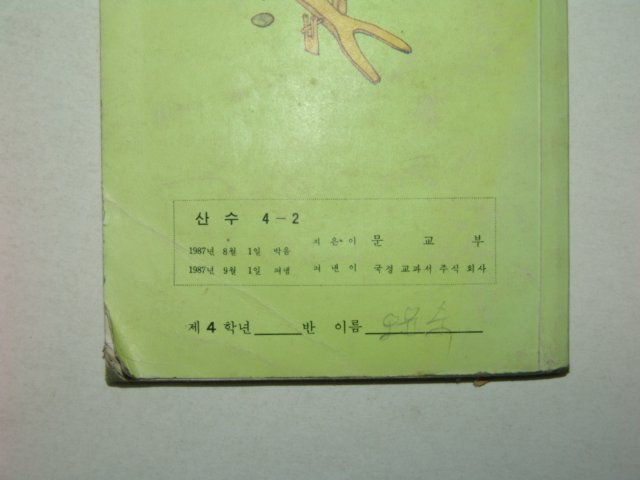 산 수 4-2
1987년 8월 1일 박음 지은이 문교부
1987년 9월 1일 펴냄 펴낸이 국정 교과서 주식 회사
제4학년 반 이름